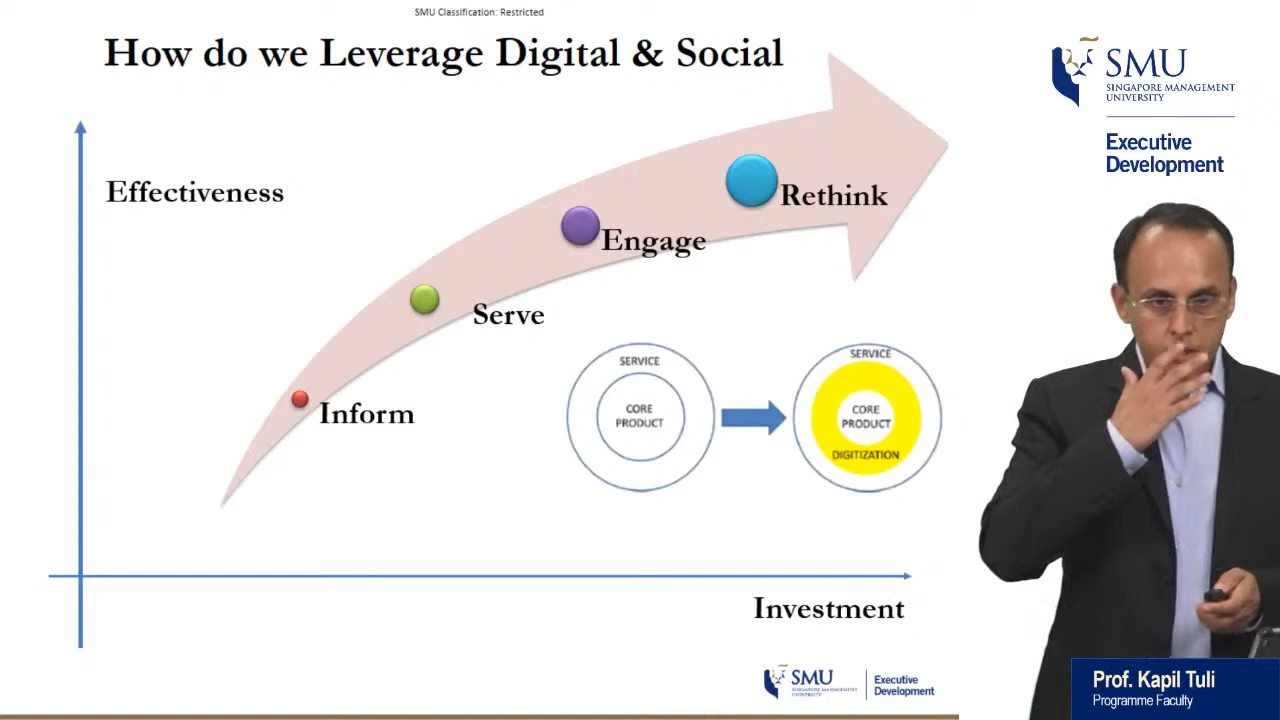 SMU Classification: Restricted
How do we Leverage Digital & Social
SMU
SINGAPORE MANAGEMENT
UNIVERSITY
Executive
Development
Effectiveness
Rethink
Engage
Serve
Inform
SERVICE
CORE
PRODUCT
SERVICE
CORE
PRODUCT
DIGITIZATION
Investment
SMU
SINGAPORE MANAGEMENT
UNIVERSITY
Executive
Development
Prof. Kapil Tuli
Programme Faculty